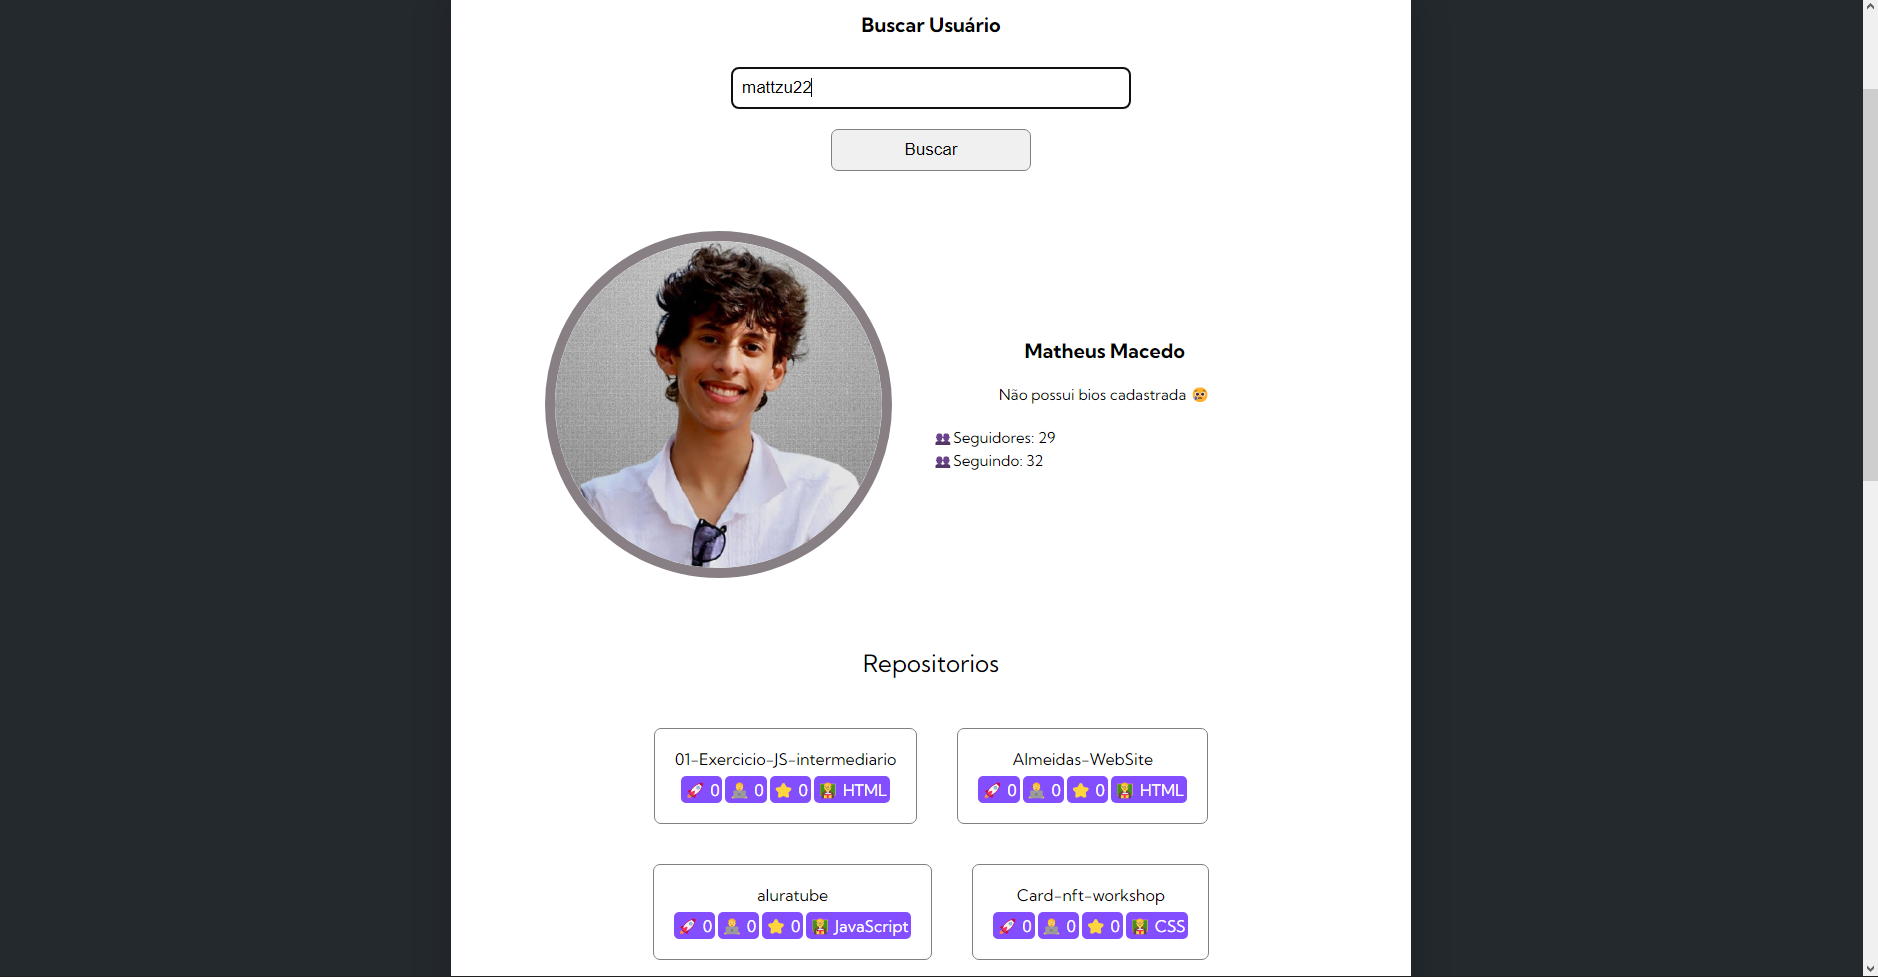 Buscar Usuário
mattzu22
Buscar
Matheus Macedo
Não possui bios cadastrada 😢
👥 Seguidores: 29
👥 Seguindo: 32
Repositorios
01-Exercicio-JS-intermediario
🚀 0 👨‍💻 0 ⭐ 0 👩‍🏫 HTML
Almeidas-WebSite
🚀 0 👨‍💻 0 ⭐ 0 👩‍🏫 HTML
aluratube
🚀 0 👨‍💻 0 ⭐ 0 👩‍🏫 JavaScript
Card-nft-workshop
🚀 0 👨‍💻 0 ⭐ 0 👩‍🏫 CSS